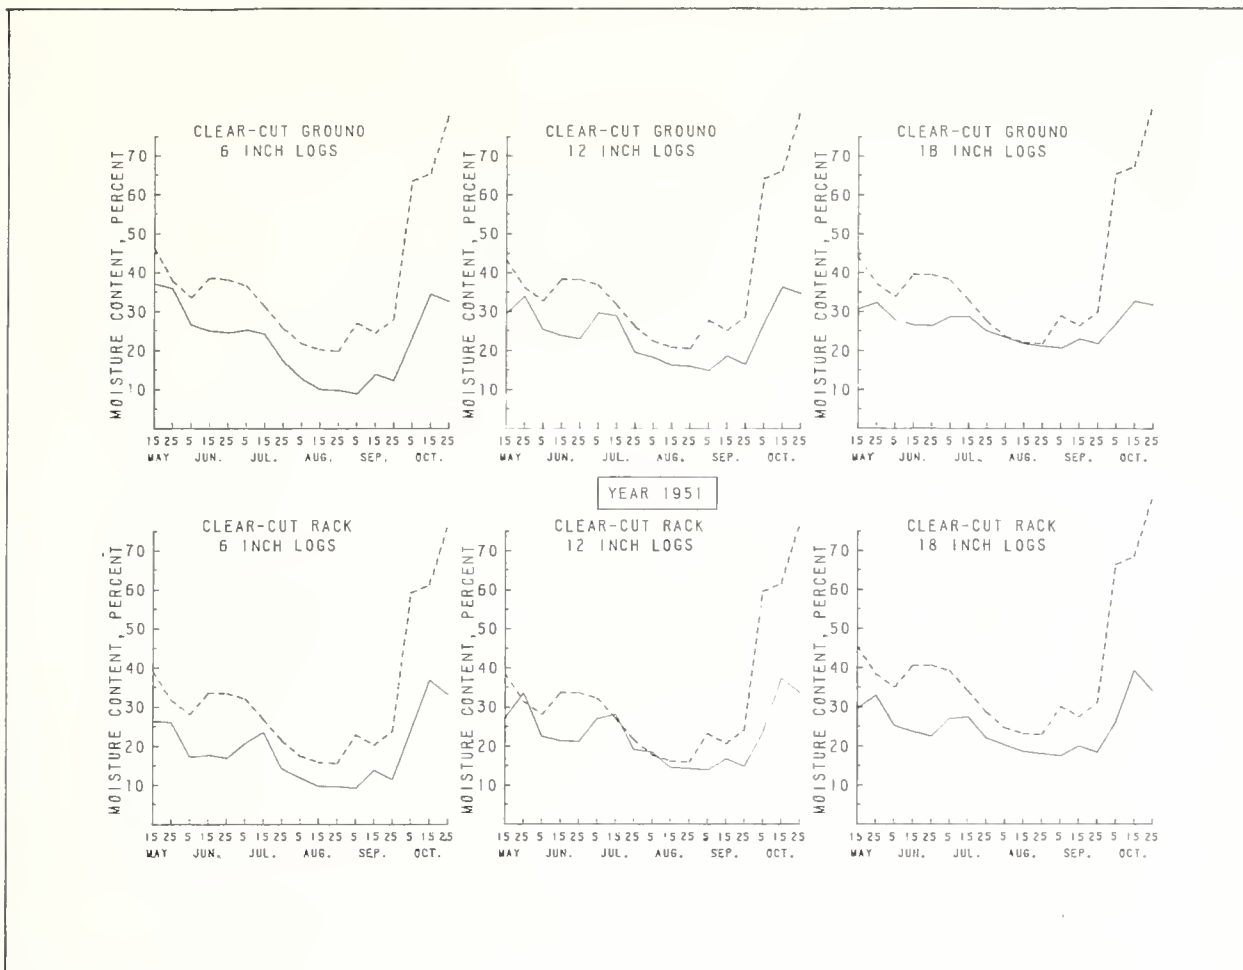 CLEAR-CUT GROUND
6 INCH LOGS
MOISTURE CONTENT, PERCENT
70
60
50
40
30
20
10
15 25 5 15 25 5 15 25 5 15 25 5 15 25 5 15 25
MAY JUN. JUL. AUG. SEP. OCT.
CLEAR-CUT GROUND
12 INCH LOGS
MOISTURE CONTENT, PERCENT
70
60
50
40
30
20
10
15 25 5 15 25 5 15 25 5 15 25 5 15 25 5 15 25
MAY JUN. JUL. AUG. SEP. OCT.
CLEAR-CUT GROUND
18 INCH LOGS
MOISTURE CONTENT, PERCENT
70
60
50
40
30
20
10
15 25 5 15 25 5 15 25 5 15 25 5 15 25 5 15 25
MAY JUN. JUL. AUG. SEP. OCT.
YEAR 1951
CLEAR-CUT RACK
6 INCH LOGS
MOISTURE CONTENT, PERCENT
70
60
50
40
30
20
10
15 25 5 15 25 5 15 25 5 15 25 5 15 25 5 15 25
MAY JUN. JUL. AUG. SEP. OCT.
CLEAR-CUT RACK
12 INCH LOGS
MOISTURE CONTENT, PERCENT
70
60
50
40
30
20
10
15 25 5 15 25 5 15 25 5 15 25 5 15 25 5 15 25
MAY JUN. JUL. AUG. SEP. OCT.
CLEAR-CUT RACK
18 INCH LOGS
MOISTURE CONTENT, PERCENT
70
60
50
40
30
20
10
15 25 5 15 25 5 15 25 5 15 25 5 15 25 5 15 25
MAY JUN. JUL. AUG. SEP. OCT.